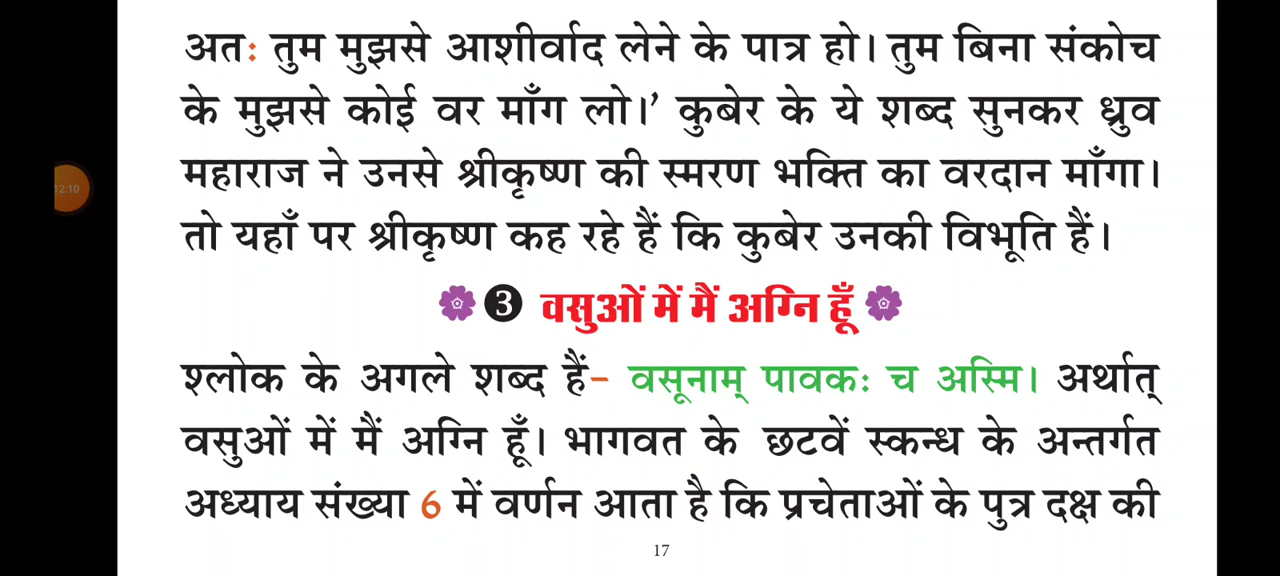 अतः तुम मुझसे आशीर्वाद लेने के पात्र हो। तुम बिना संकोच
के मुझसे कोई वर माँग लो।’ कुबेर के ये शब्द सुनकर ध्रुव
महाराज ने उनसे श्रीकृष्ण की स्मरण भक्ति का वरदान माँगा।
तो यहाँ पर श्रीकृष्ण कह रहे हैं कि कुबेर उनकी विभूति हैं।
12:10
❸ वसुओं में मैं अग्नि हूँ
श्लोक के अगले शब्द हैं- वसूनाम् पावकः च अस्मि। अर्थात्
वसुओं में मैं अग्नि हूँ। भागवत के छटवें स्कन्ध के अन्तर्गत
अध्याय संख्या 6 में वर्णन आता है कि प्रचेताओं के पुत्र दक्ष की
17